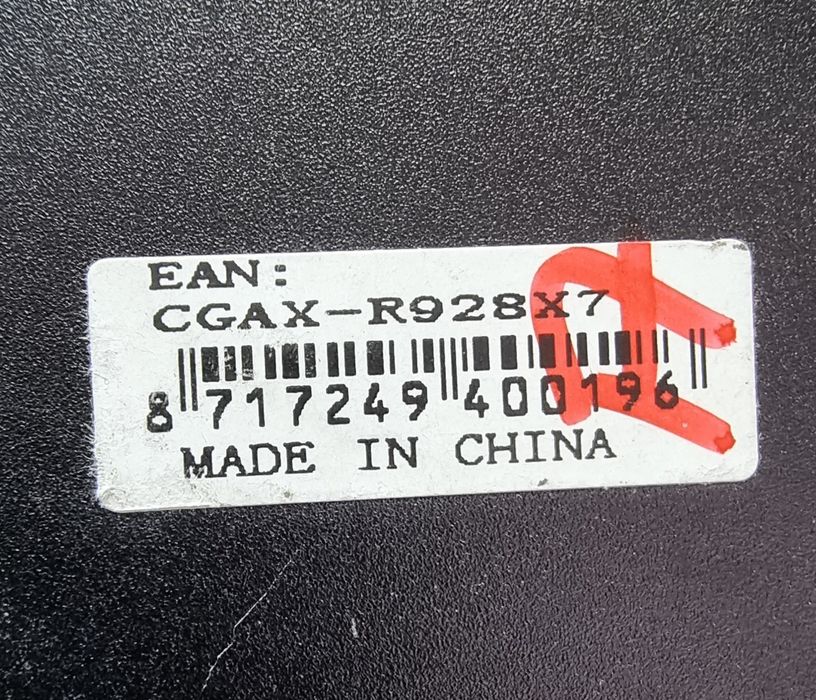 EAN:
CGAX-R928X7
8 717249 400196
MADE IN CHINA